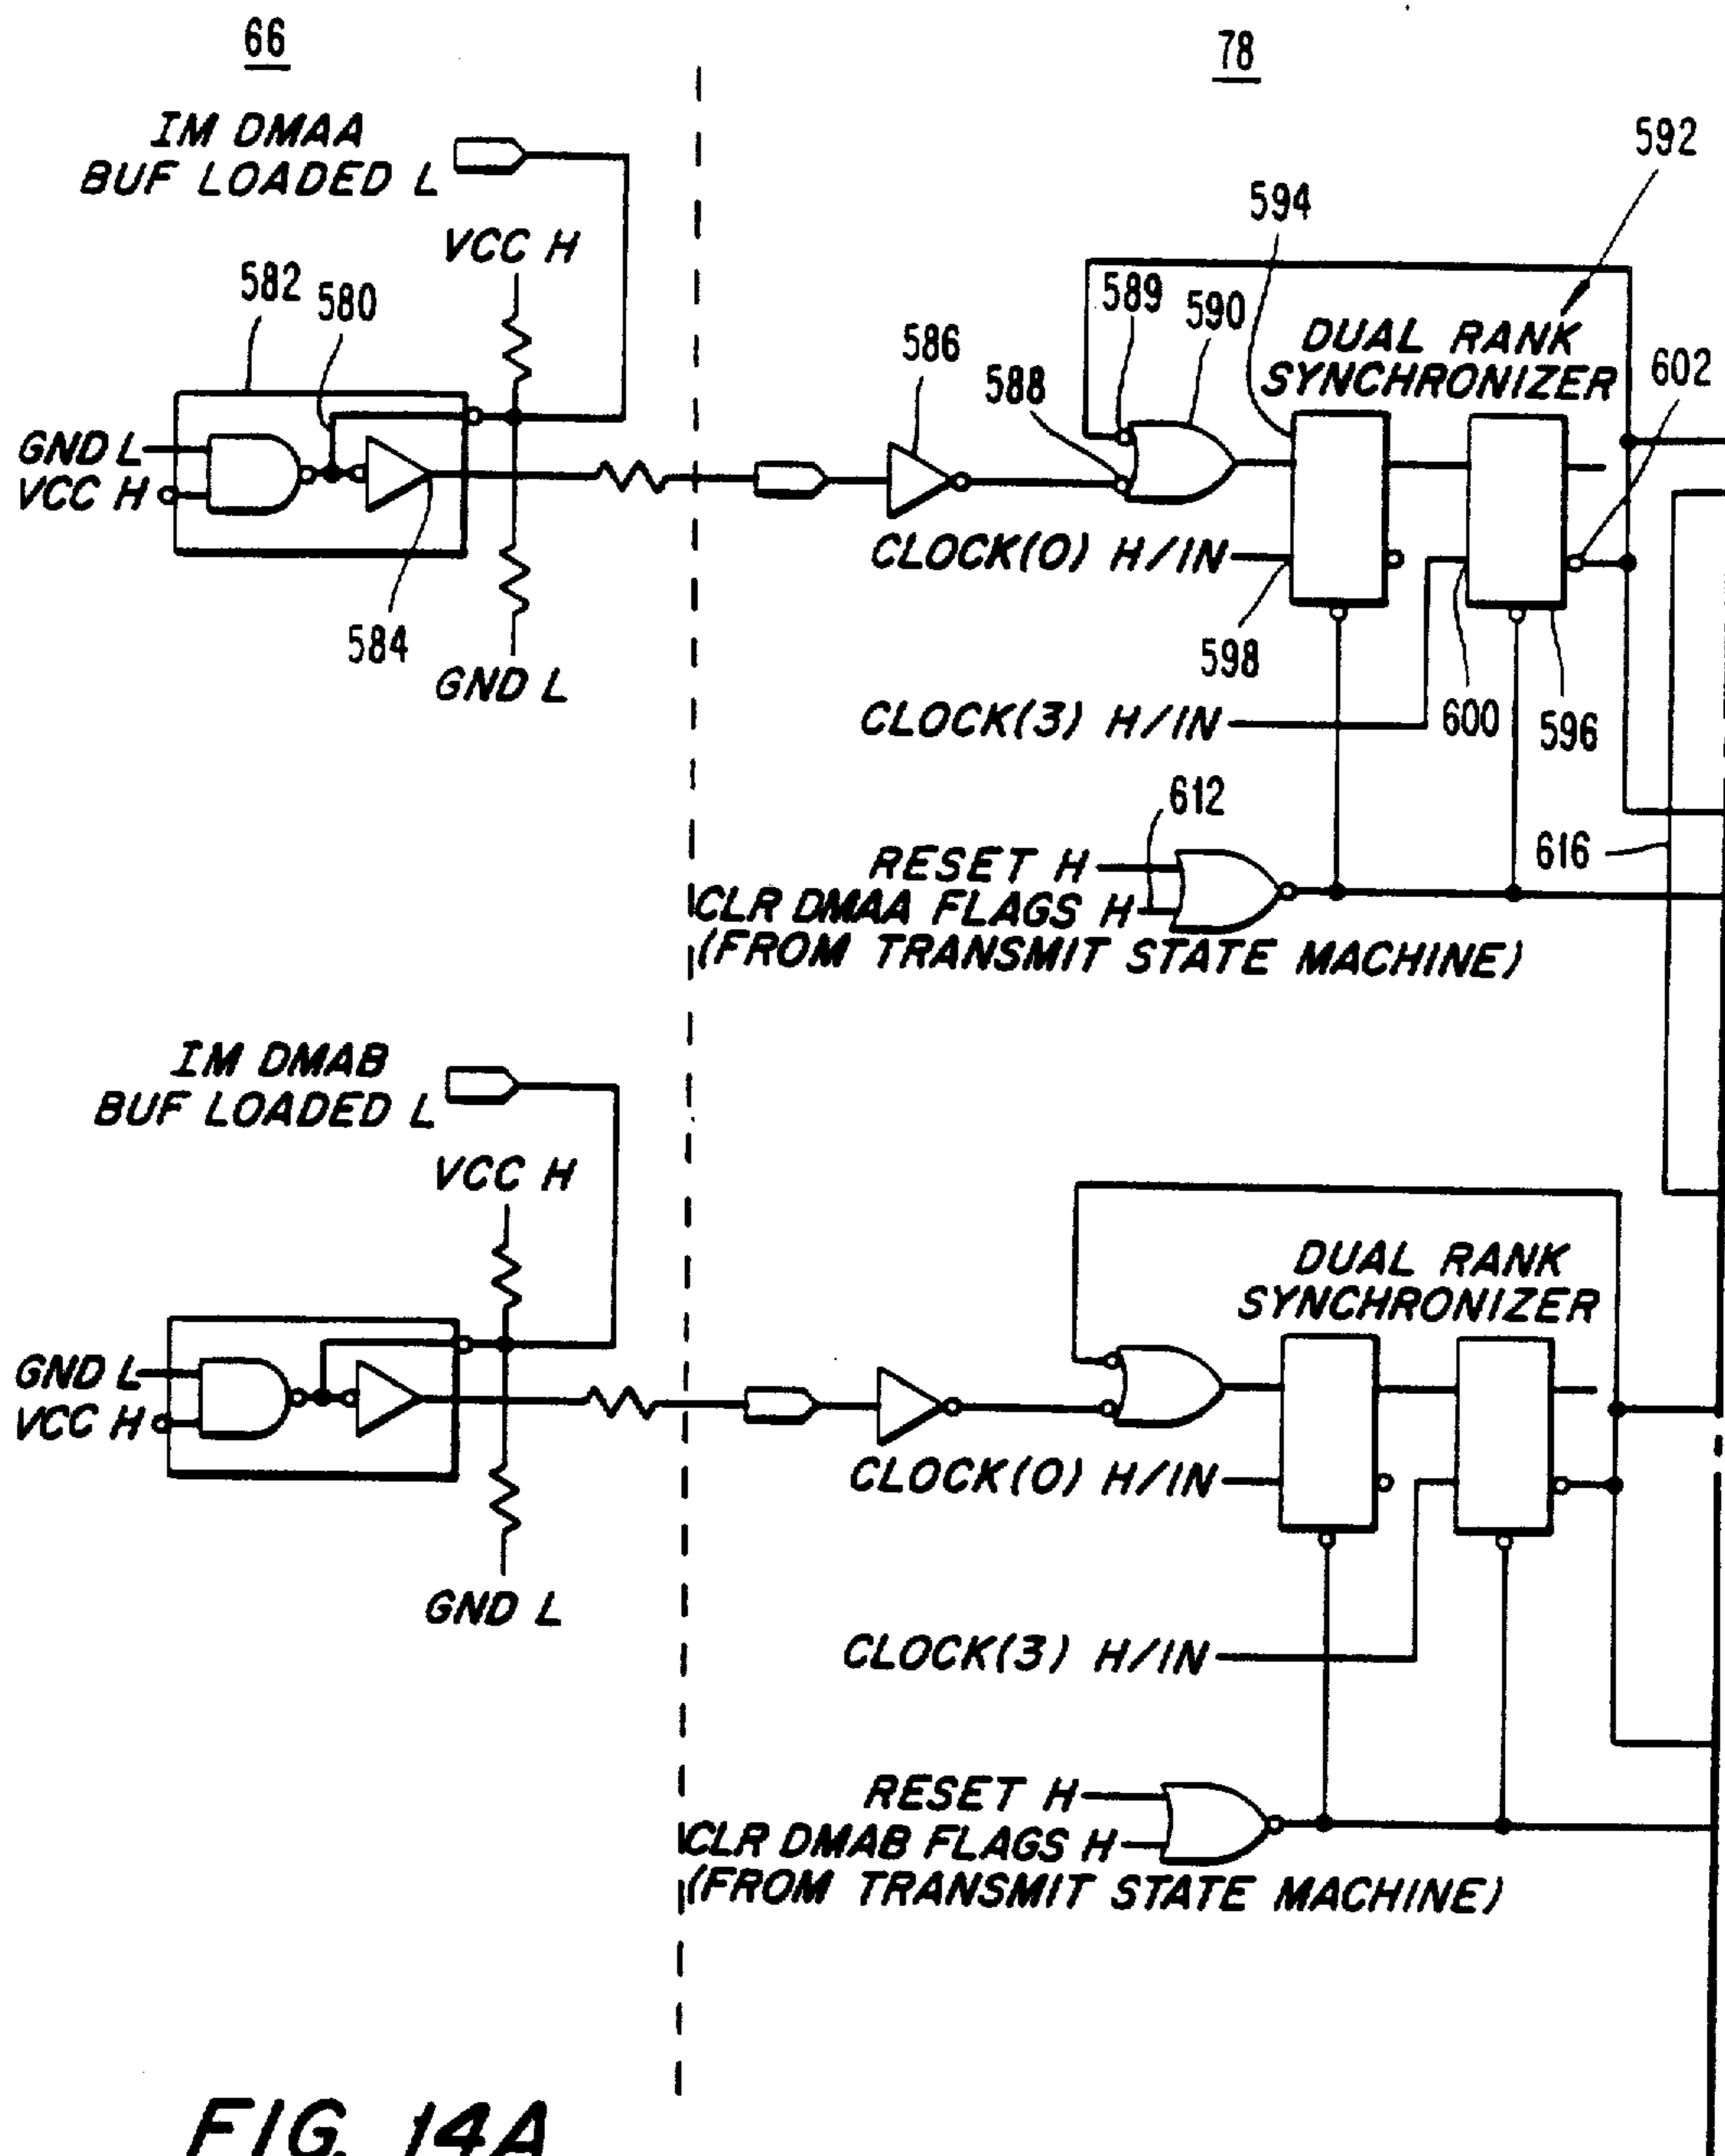 66
78
IM DMAA
BUF LOADED L
VCC H
582
580
GND L
VCC H
584
GND L
592
594
589
590
DUAL RANK
SYNCHRONIZER
586
588
602
CLOCK(0) H/IN
598
CLOCK(3) H/IN
600
596
612
RESET H
CLR DMAA FLAGS H
(FROM TRANSMIT STATE MACHINE)
616
IM DMAB
BUF LOADED L
VCC H
GND L
VCC H
GND L
DUAL RANK
SYNCHRONIZER
CLOCK(0) H/IN
CLOCK(3) H/IN
RESET H
CLR DMAB FLAGS H
(FROM TRANSMIT STATE MACHINE)
FIG. 14A